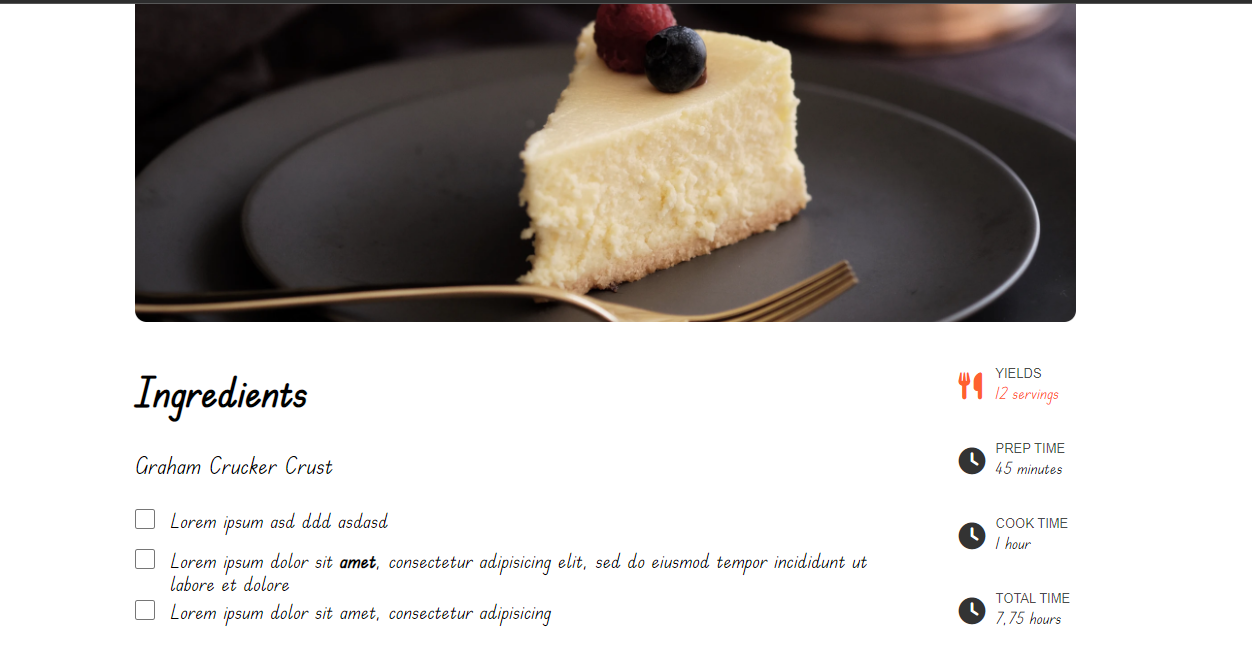 Ingredients
Graham Crucker Crust
Lorem ipsum asd ddd asdasd
Lorem ipsum dolor sit amet, consectetur adipisicing elit, sed do eiusmod tempor incididunt ut
labore et dolore
Lorem ipsum dolor sit amet, consectetur adipisicing
YIELDS
12 servings
PREP TIME
45 minutes
COOK TIME
1 hour
TOTAL TIME
7,75 hours